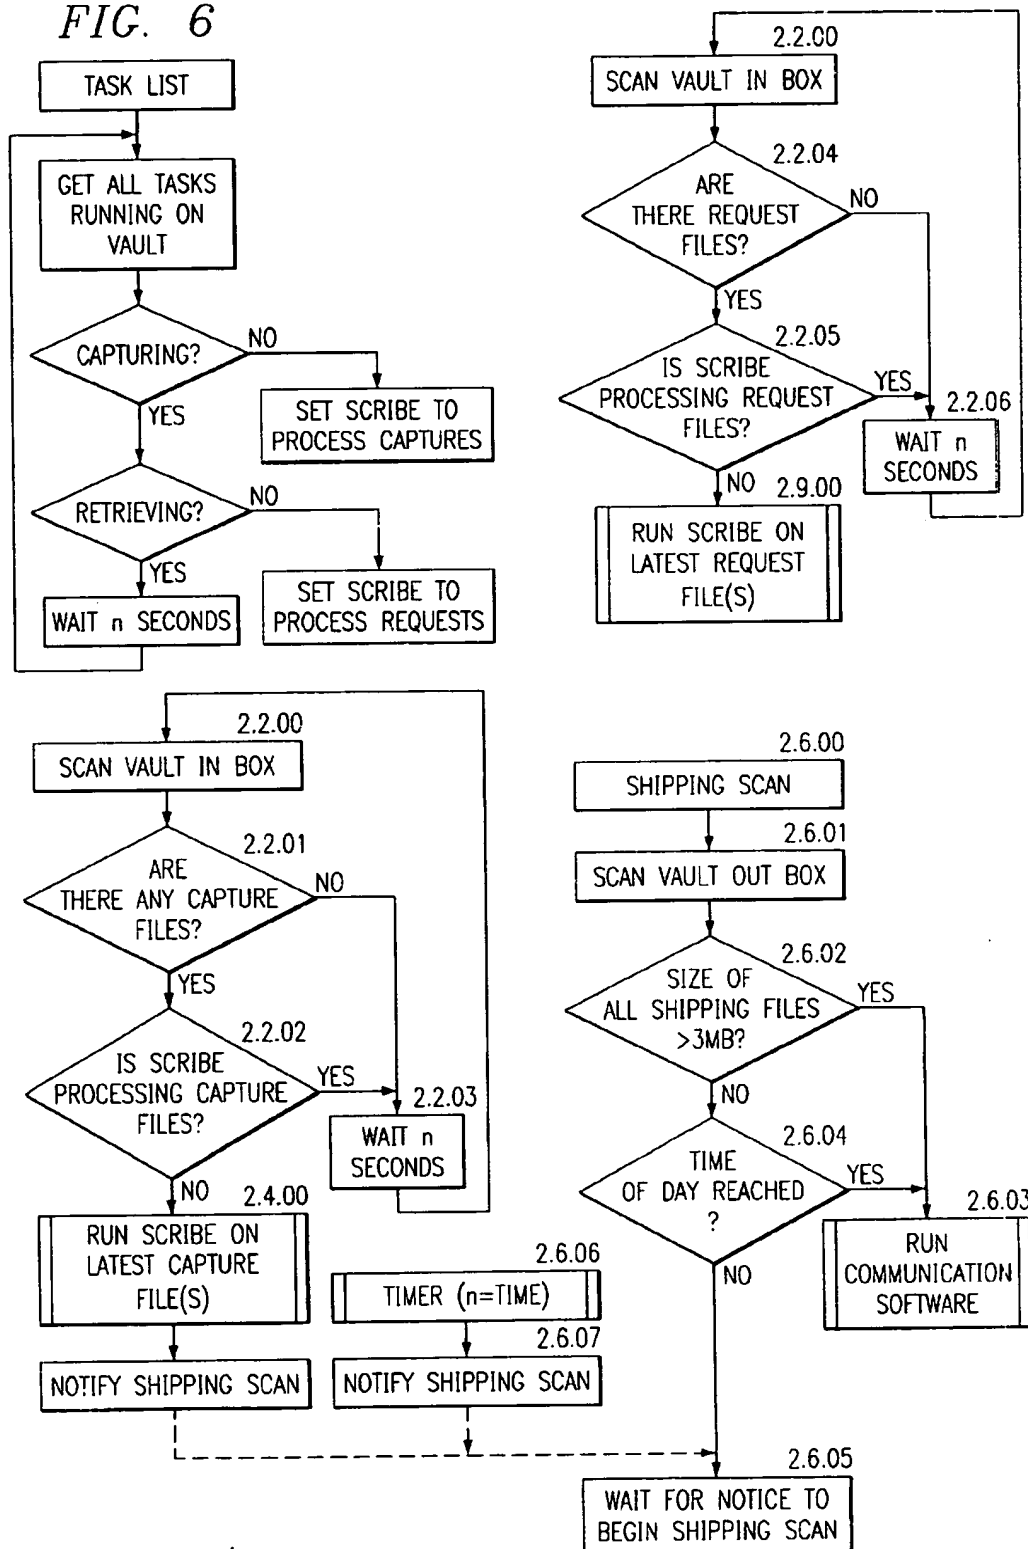 FIG. 6
TASK LIST
GET ALL TASKS
RUNNING ON
VAULT
CAPTURING?
NO
YES
SET SCRIBE TO
PROCESS CAPTURES
RETRIEVING?
NO
YES
SET SCRIBE TO
PROCESS REQUESTS
WAIT n SECONDS
2.2.00
SCAN VAULT IN BOX
2.2.04
ARE
THERE REQUEST
FILES?
NO
YES
2.2.05
IS SCRIBE
PROCESSING REQUEST
FILES?
YES
2.2.06
WAIT n
SECONDS
NO
2.9.00
RUN SCRIBE ON
LATEST REQUEST
FILE(S)
2.2.00
SCAN VAULT IN BOX
2.2.01
ARE
THERE ANY CAPTURE
FILES?
NO
YES
2.2.02
IS SCRIBE
PROCESSING CAPTURE
FILES?
YES
2.2.03
WAIT n
SECONDS
NO
2.4.00
RUN SCRIBE ON
LATEST CAPTURE
FILE(S)
NOTIFY SHIPPING SCAN
2.6.06
TIMER (n=TIME)
2.6.07
NOTIFY SHIPPING SCAN
2.6.00
SHIPPING SCAN
2.6.01
SCAN VAULT OUT BOX
2.6.02
SIZE OF
ALL SHIPPING FILES
>3MB?
YES
NO
2.6.04
TIME
OF DAY REACHED
?
YES
2.6.03
RUN
COMMUNICATION
SOFTWARE
NO
2.6.05
WAIT FOR NOTICE TO
BEGIN SHIPPING SCAN